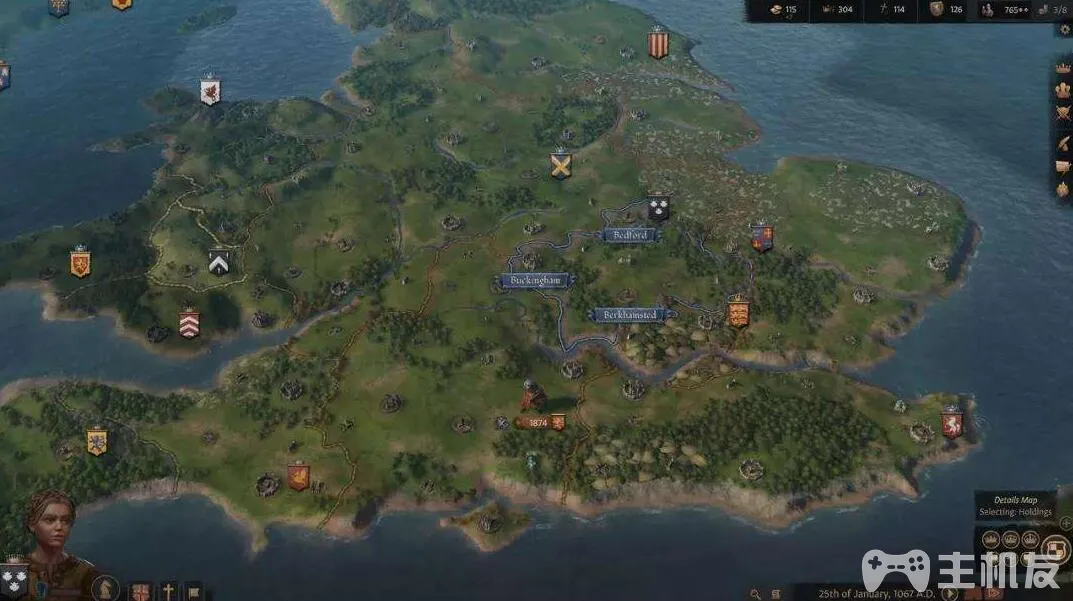 115
+2
304
114
126
765++
3/8
Bedford
Buckingham
Berkhamsted
1874
Details Map
Selecting: Holdings
25th of January, 1067 A.D.
主机友